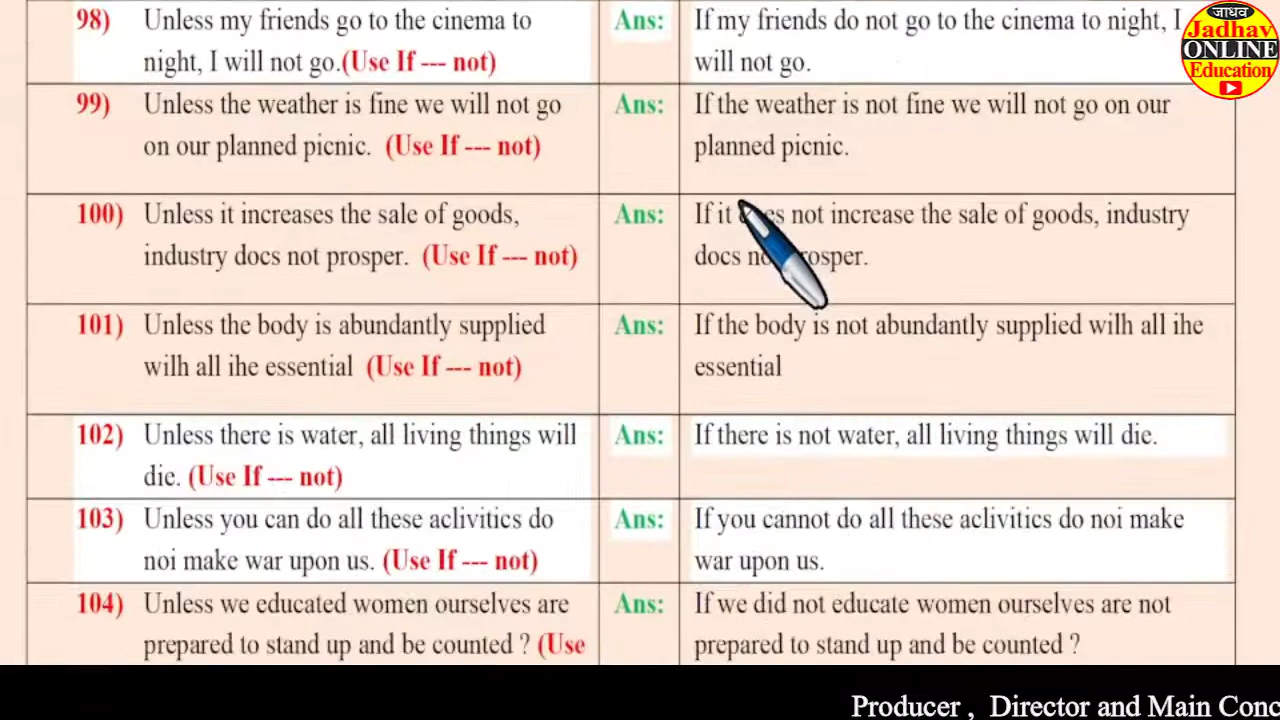 98) Unless my friends go to the cinema to
night, I will not go.(Use If --- not)
Ans:
If my friends do not go to the cinema to night, I
will not go.
जाधव
Jadhav
ONLINE
Education
99) Unless the weather is fine we will not go
on our planned picnic. (Use If --- not)
Ans:
If the weather is not fine we will not go on our
planned picnic.
100) Unless it increases the sale of goods,
industry docs not prosper. (Use If --- not)
Ans:
If it does not increase the sale of goods, industry
docs not prosper.
101) Unless the body is abundantly supplied
wilh all ihe essential (Use If --- not)
Ans:
If the body is not abundantly supplied wilh all ihe
essential
102) Unless there is water, all living things will
die. (Use If --- not)
Ans:
If there is not water, all living things will die.
103) Unless you can do all these aclivitics do
noi make war upon us. (Use If --- not)
Ans:
If you cannot do all these aclivitics do noi make
war upon us.
104) Unless we educated women ourselves are
prepared to stand up and be counted ? (Use
Ans:
If we did not educate women ourselves are not
prepared to stand up and be counted ?
Producer , Director and Main Conc